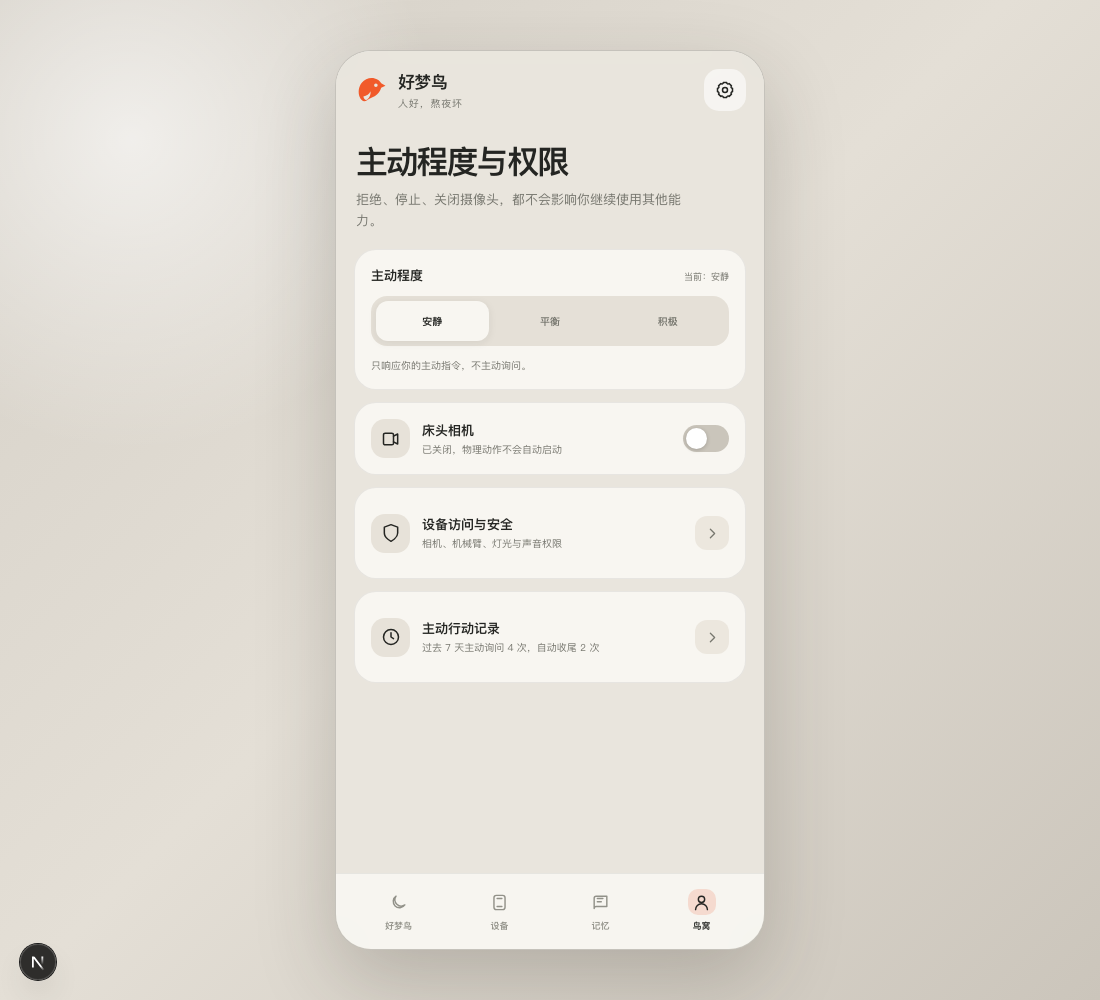 好梦鸟
人好，熬夜坏
主动程度与权限
拒绝、停止、关闭摄像头，都不会影响你继续使用其他能
力。
主动程度
当前：安静
安静
平衡
积极
只响应你的主动指令，不主动询问。
床头相机
已关闭，物理动作不会自动启动
设备访问与安全
相机、机械臂、灯光与声音权限
主动行动记录
过去 7 天主动询问 4 次，自动收尾 2 次
好梦鸟
设备
记忆
鸟窝
N